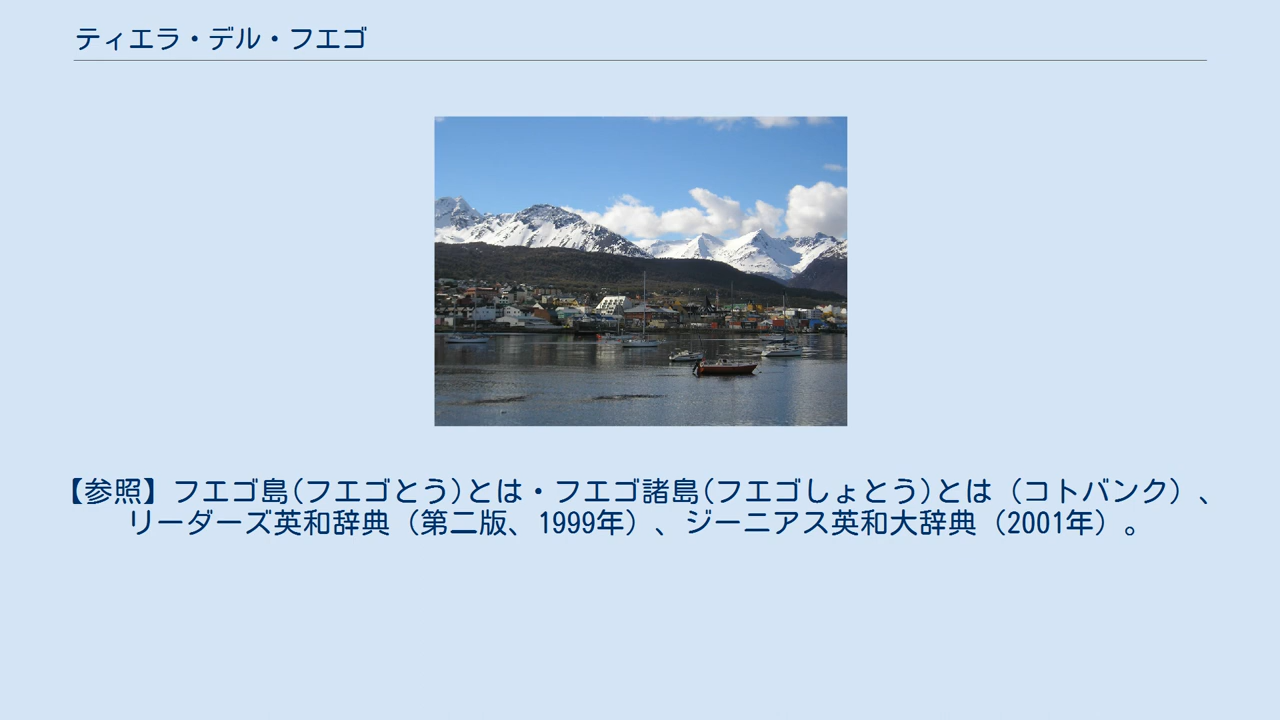 ティエラ・デル・フエゴ
【参照】フエゴ島(フエゴとう)とは・フエゴ諸島(フエゴしょとう)とは（コトバンク）、
リーダーズ英和辞典（第二版、1999年）、ジーニアス英和大辞典（2001年）。